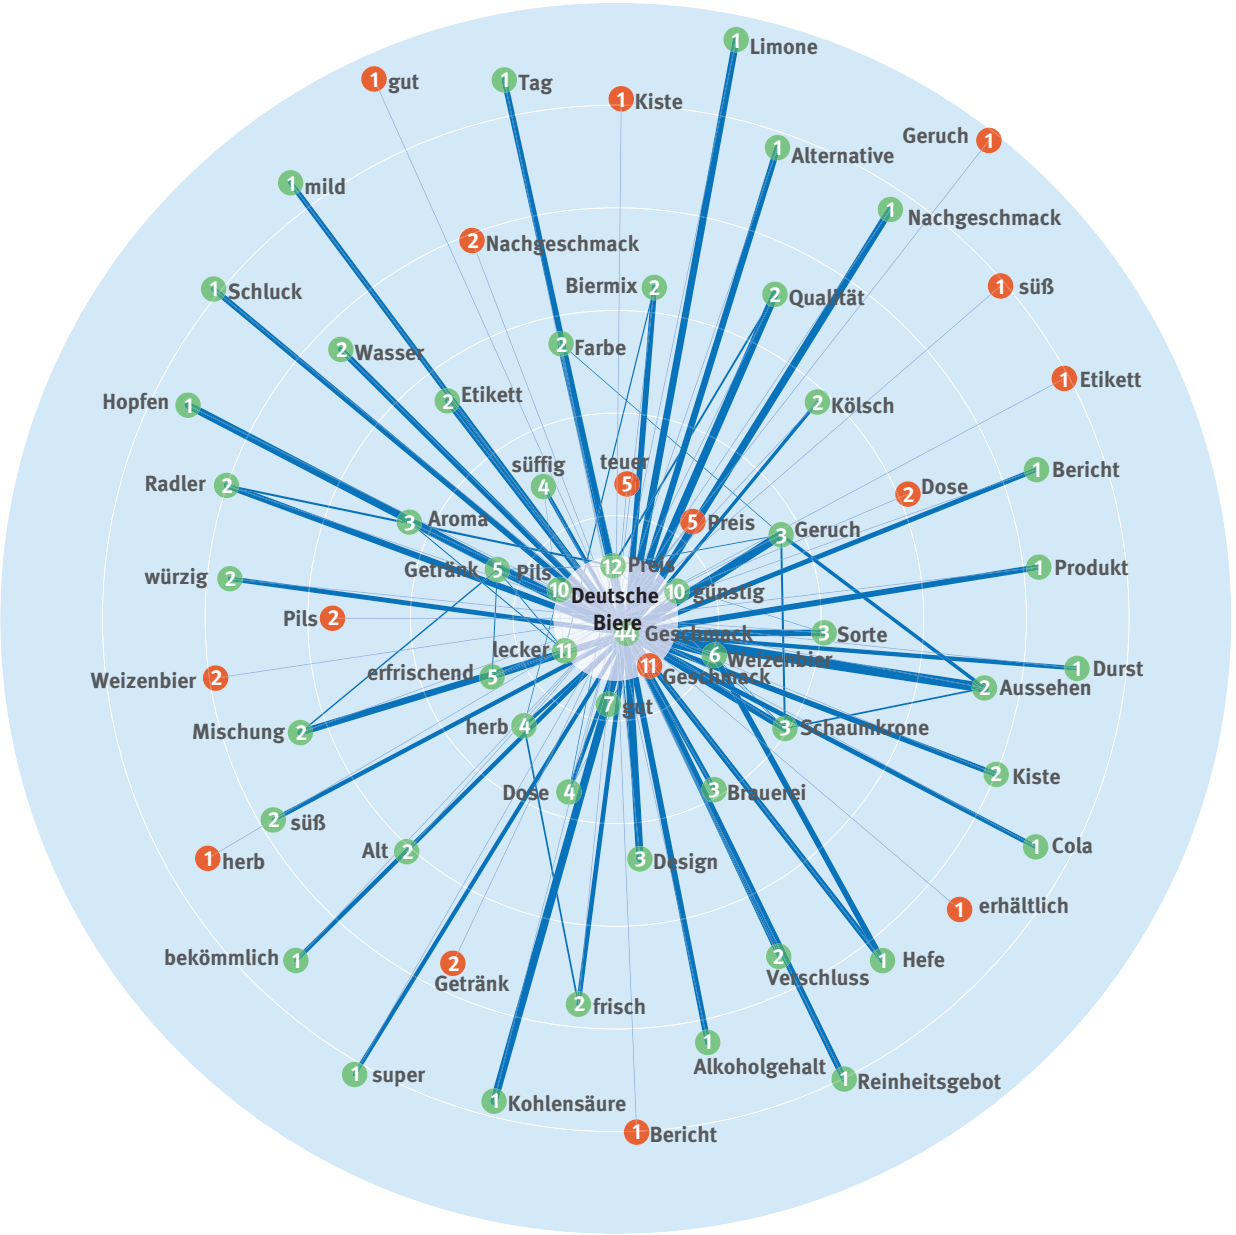 1 Limone
1 gut
1 Tag
1 Kiste
Geruch 1
1 Alternative
1 mild
1 Nachgeschmack
2 Nachgeschmack
Biermix 2
1 süß
1 Schluck
2 Qualität
2 Farbe
2 Wasser
1 Etikett
2 Etikett
Hopfen 1
2 Kölsch
süffig
4
teuer
5
1 Bericht
Radler 2
2 Dose
3 Aroma
5 Preis
3 Geruch
Getränk 5
Pils 10
12 Preis
1 Produkt
würzig 2
10 günstig
Deutsche
Biere
Pils 2
44 Geschmack
3 Sorte
lecker 11
6 Weizenbier
11
Geschmack
1 Durst
erfrischend 5
Weizenbier 2
2 Aussehen
7 gut
herb 4
3 Schaumkrone
Mischung 2
2 Kiste
Dose 4
3 Brauerei
2 süß
1 Cola
Alt 2
3 Design
1 herb
1 erhältlich
bekömmlich 1
2
Getränk
2
Verschluss
1 Hefe
2 frisch
1
Alkoholgehalt
1 super
1 Reinheitsgebot
1 Kohlensäure
1 Bericht